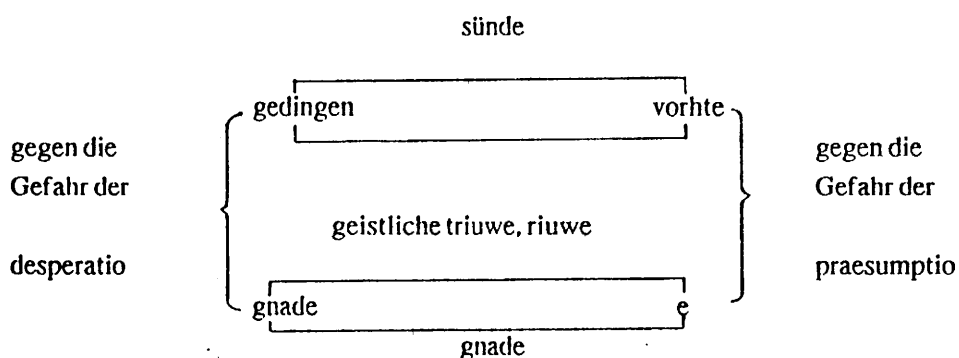 sünde
gedingen vorhte
gegen die gegen die
Gefahr der Gefahr der
geistliche triuwe, riuwe
desperatio praesumptio
gnade e
gnade